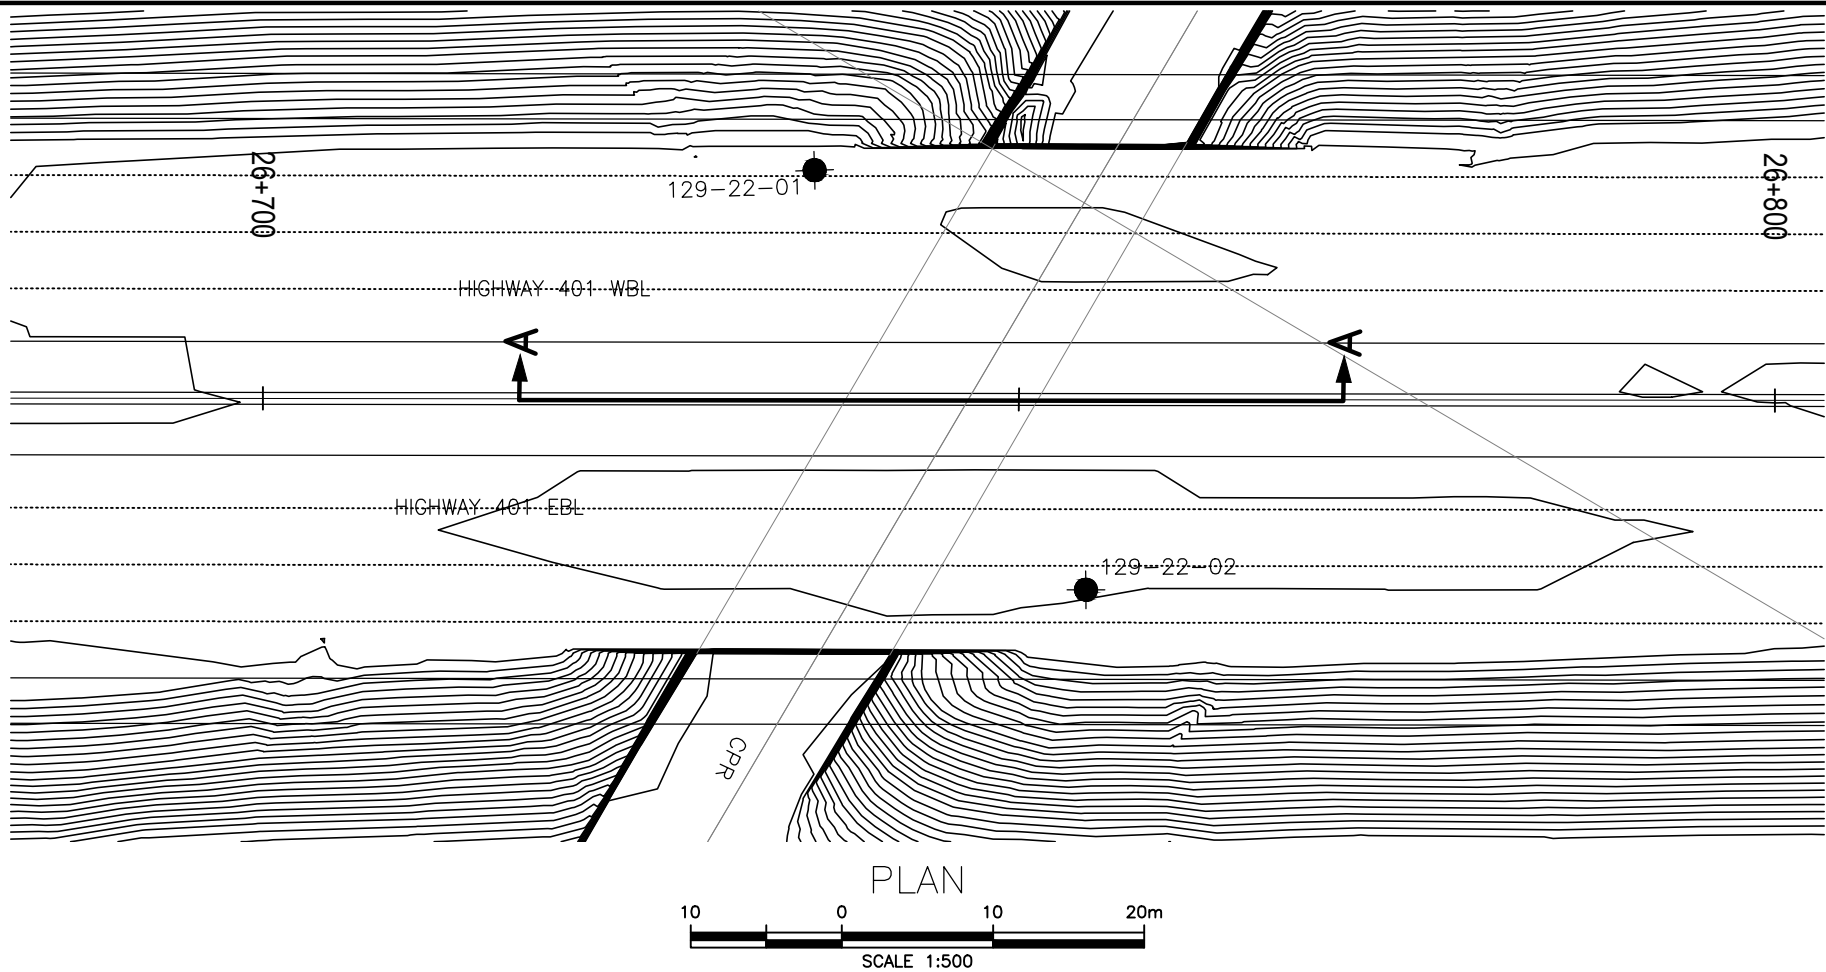 26+700
26+800
129-22-01
HIGHWAY 401 WBL
A
A
HIGHWAY 401 EBL
129-22-02
CPR
PLAN
10 0 10 20m
SCALE 1:500